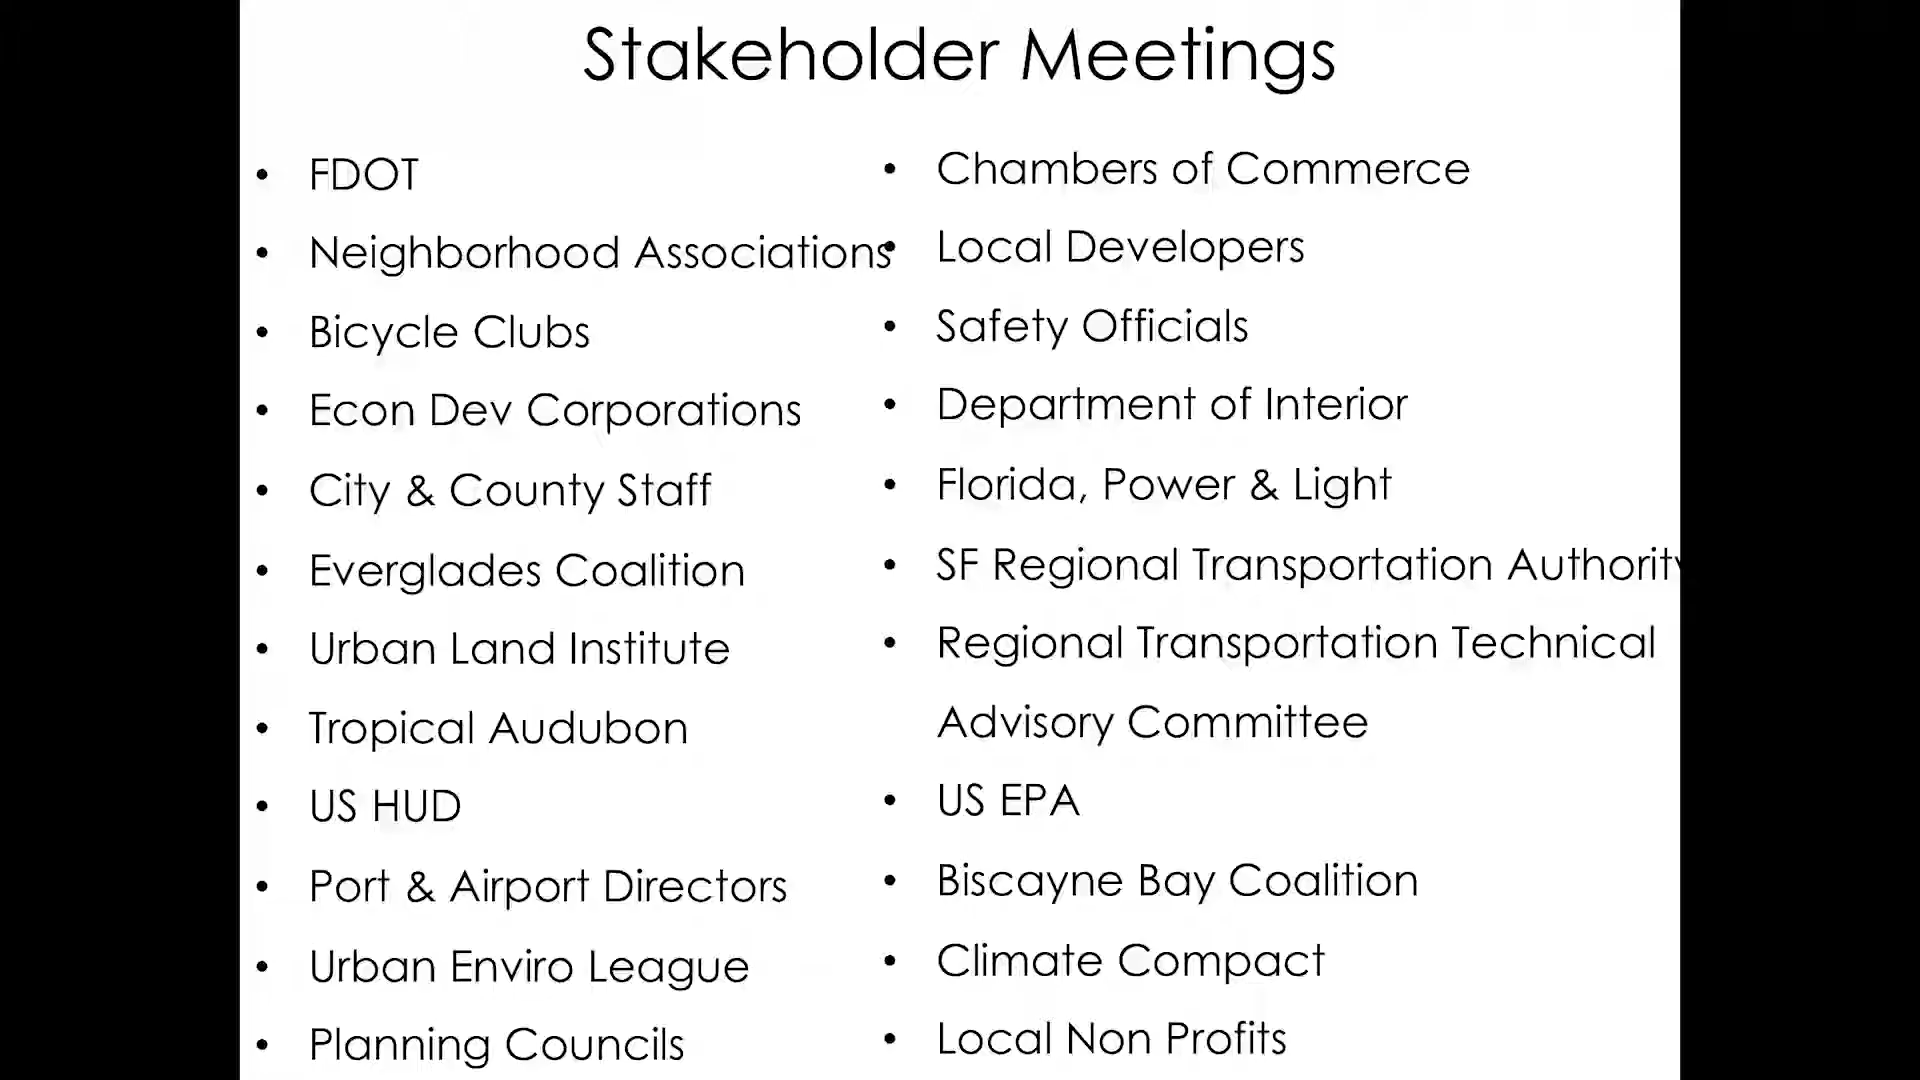 Stakeholder Meetings
• FDOT
• Neighborhood Associations
• Bicycle Clubs
• Econ Dev Corporations
• City & County Staff
• Everglades Coalition
• Urban Land Institute
• Tropical Audubon
• US HUD
• Port & Airport Directors
• Urban Enviro League
• Planning Councils
• Chambers of Commerce
• Local Developers
• Safety Officials
• Department of Interior
• Florida, Power & Light
• SF Regional Transportation Authority
• Regional Transportation Technical
Advisory Committee
• US EPA
• Biscayne Bay Coalition
• Climate Compact
• Local Non Profits